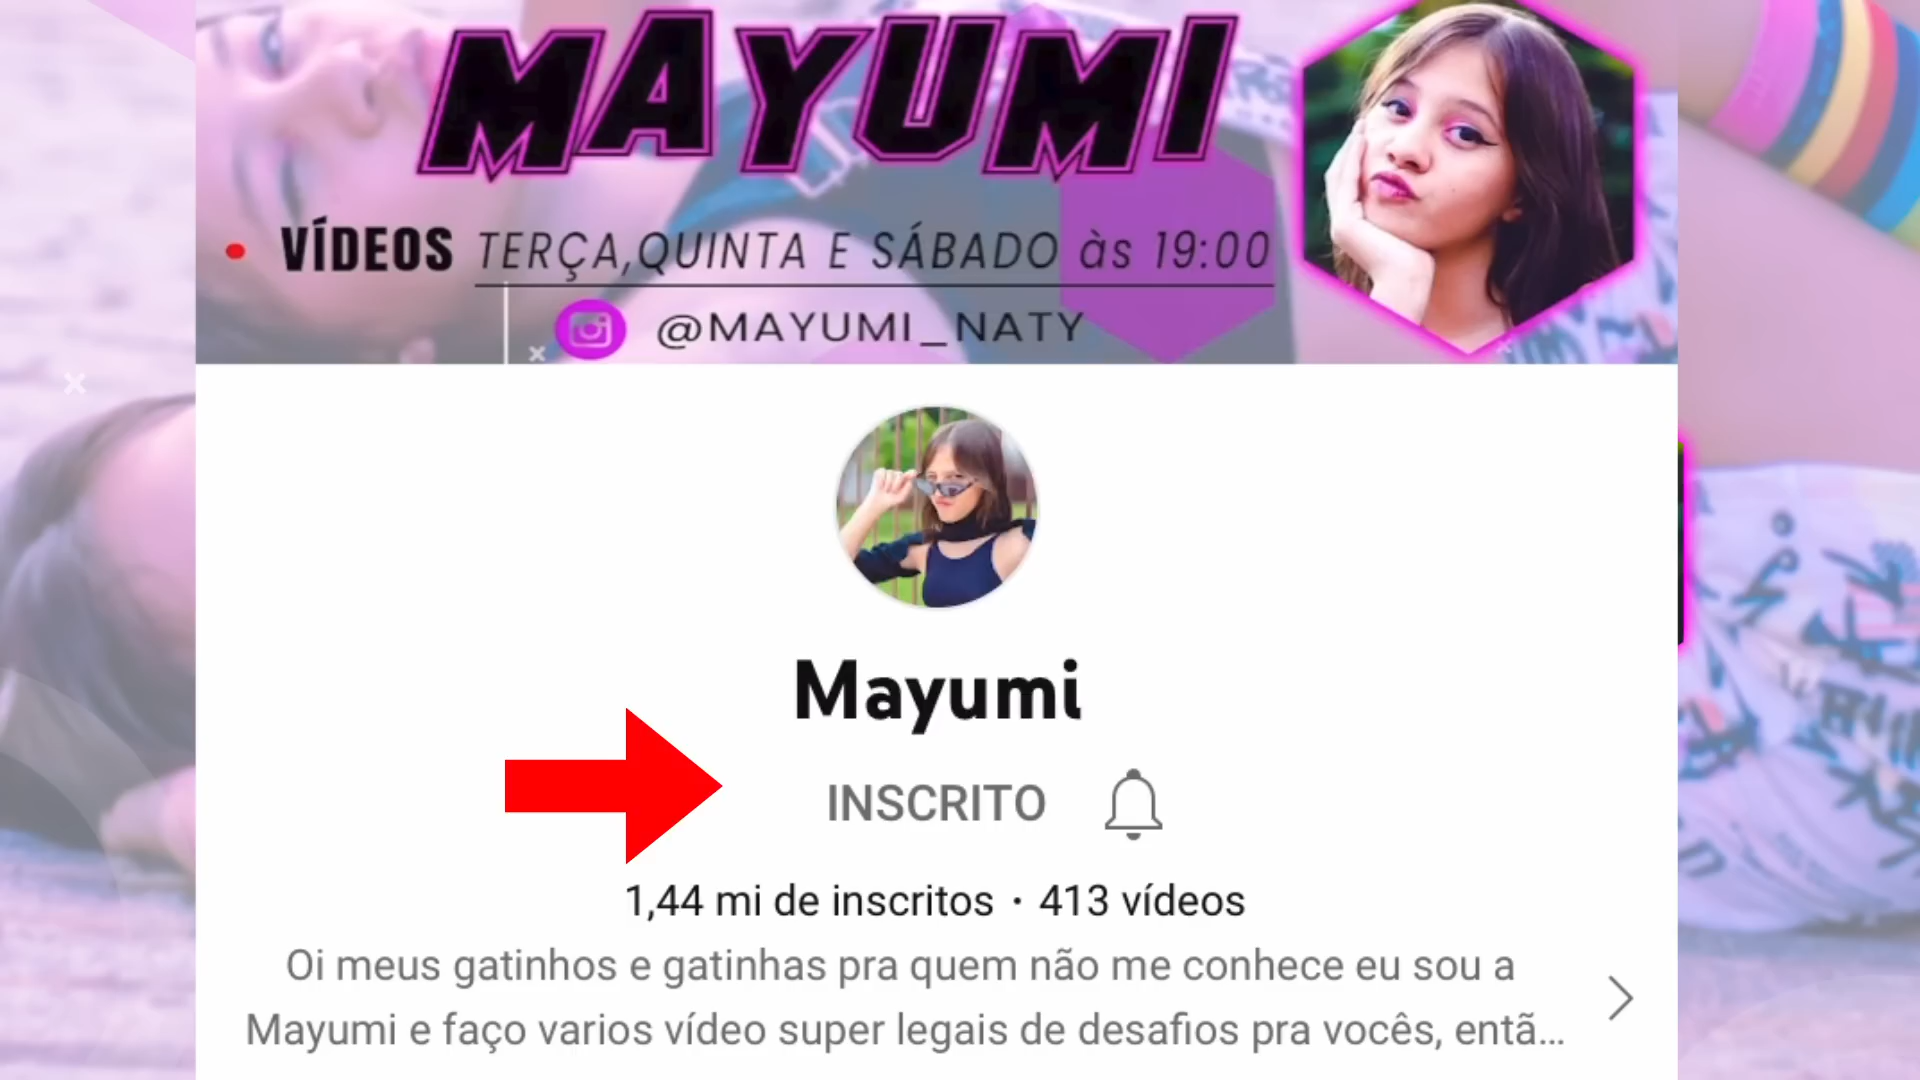 MAYUMI
VÍDEOS TERÇA,QUINTA E SÁBADO às 19:00
@MAYUMI_NATY
Mayumi
INSCRITO
1,44 mi de inscritos · 413 vídeos
Oi meus gatinhos e gatinhas pra quem não me conhece eu sou a
Mayumi e faço varios vídeo super legais de desafios pra vocês, entã...